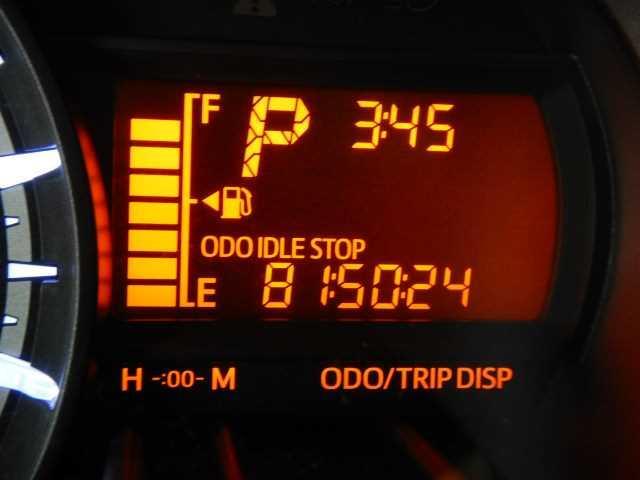 F P 3:45
ODO IDLE STOP
E 81:50:24
H -:00- M ODO/TRIP DISP